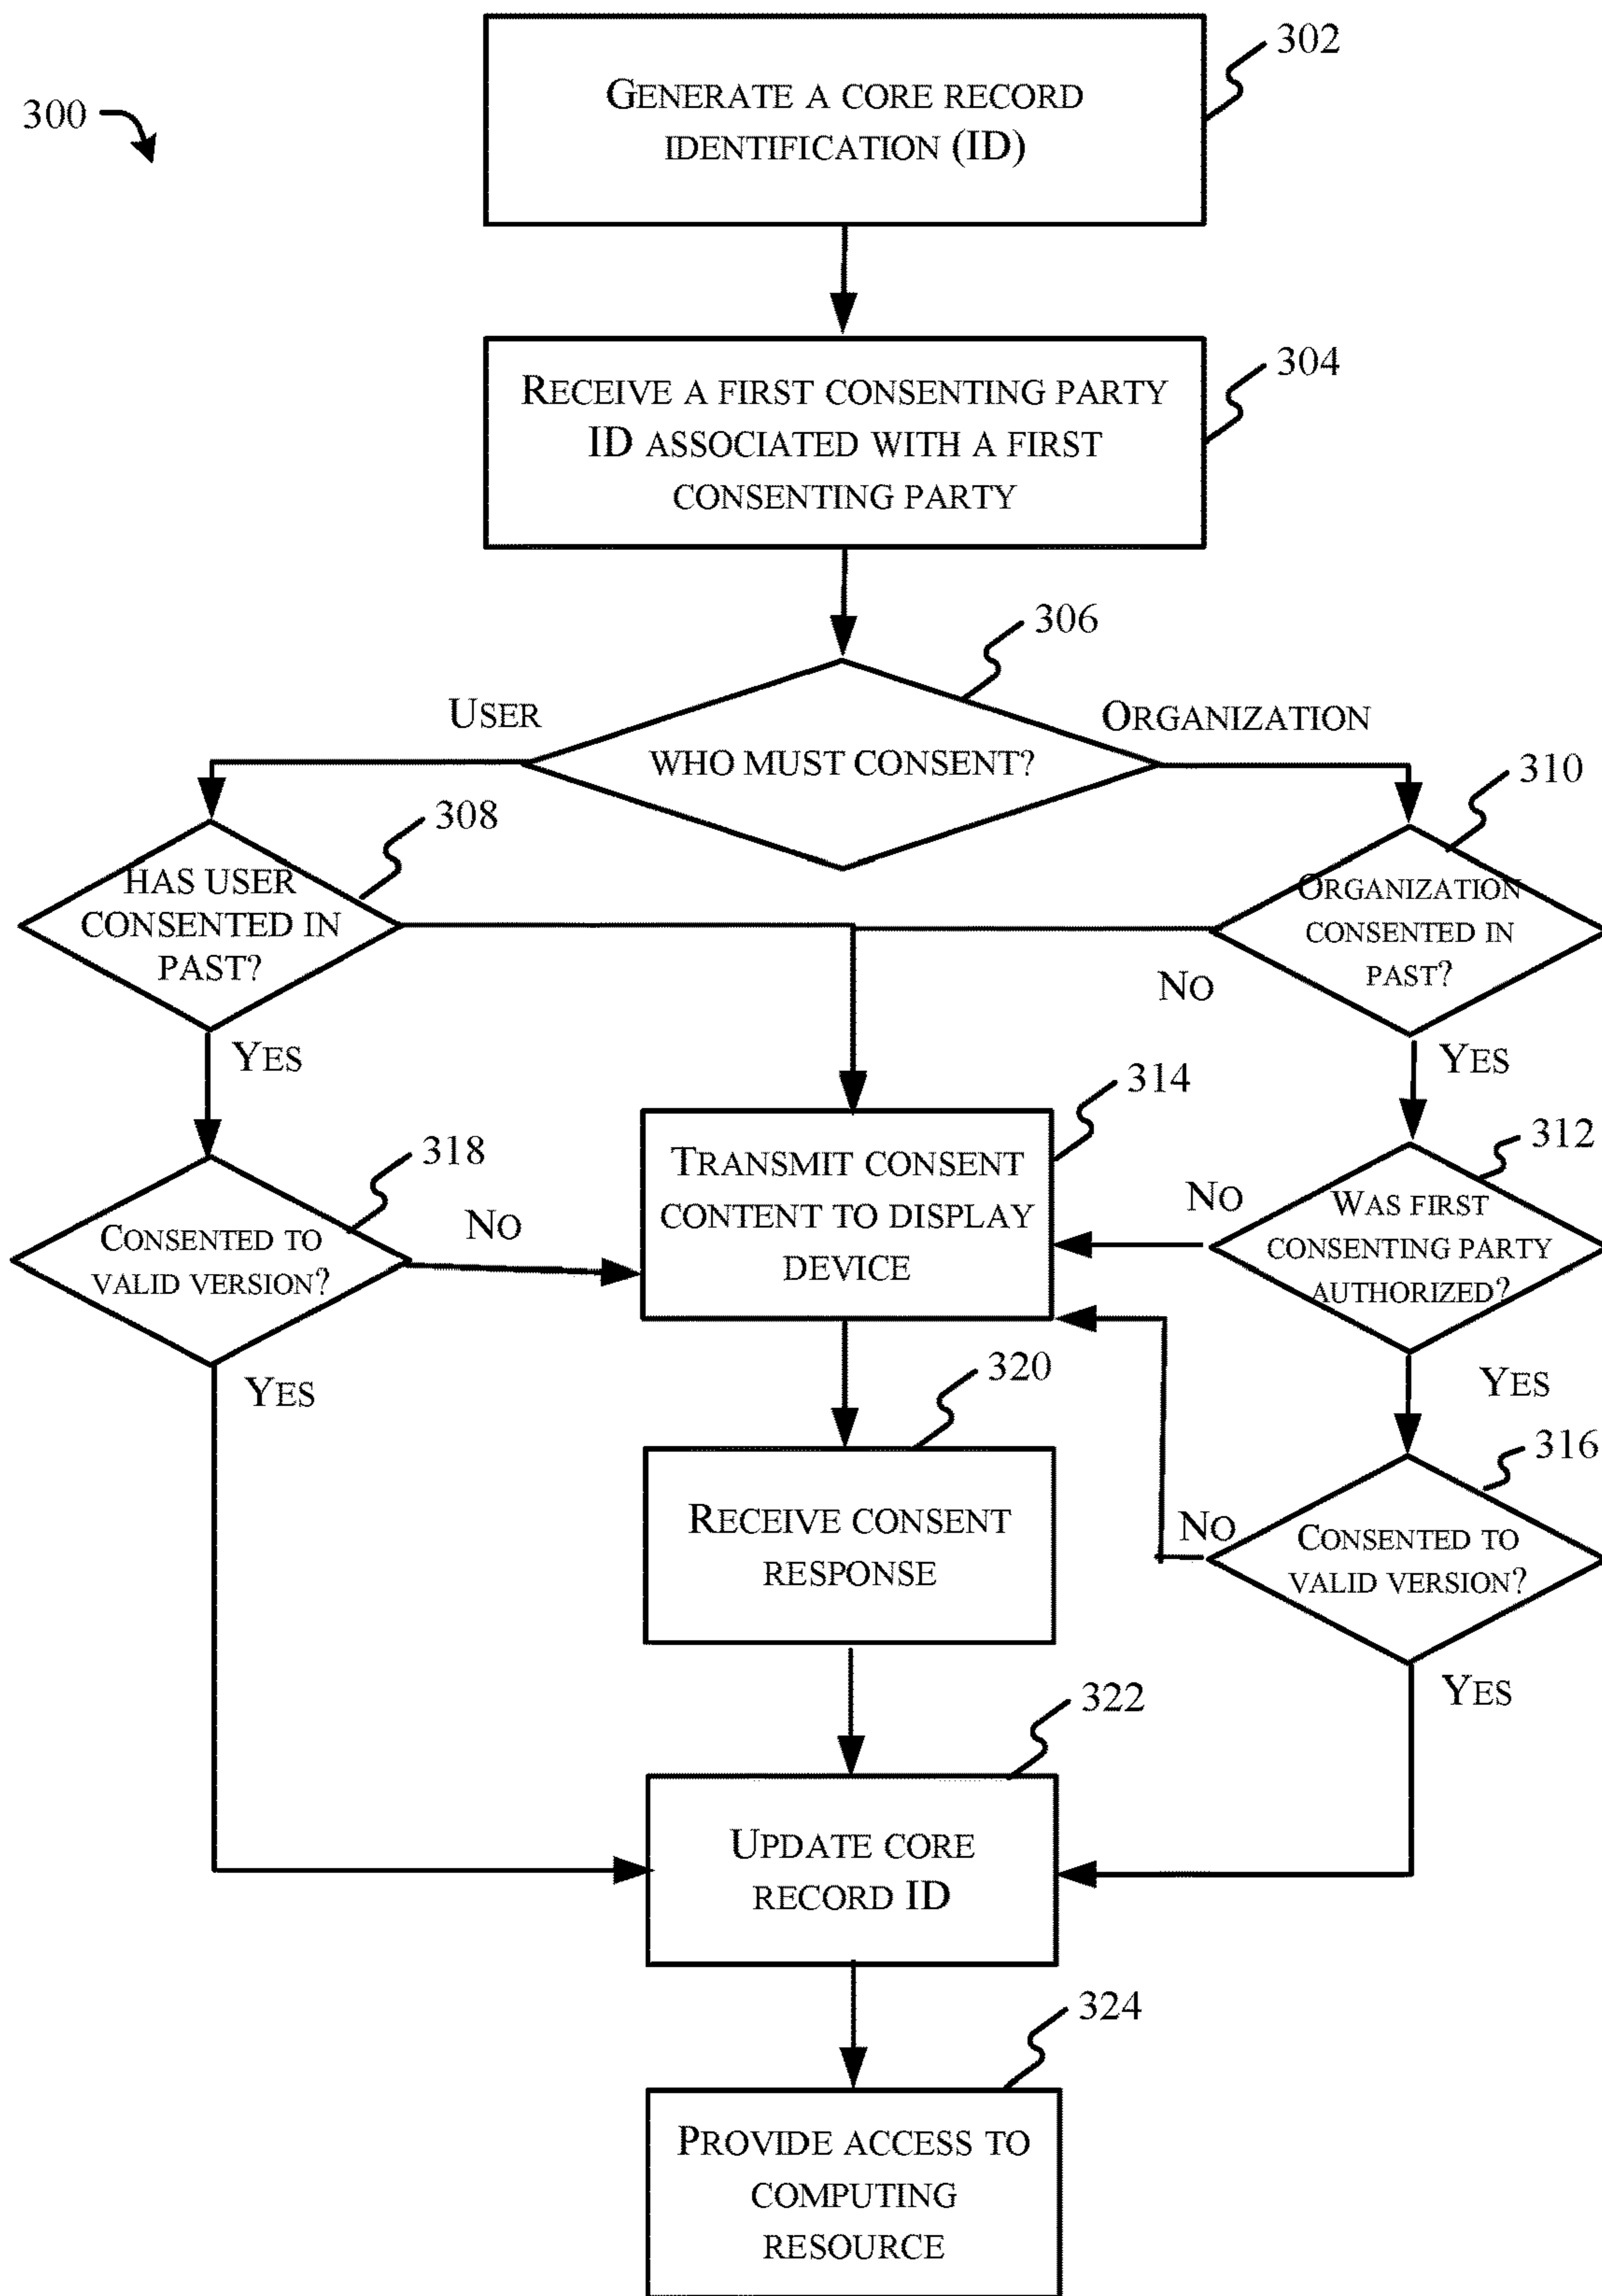 302
GENERATE A CORE RECORD
IDENTIFICATION (ID)
300
304
RECEIVE A FIRST CONSENTING PARTY
ID ASSOCIATED WITH A FIRST
CONSENTING PARTY
306
USER
ORGANIZATION
WHO MUST CONSENT?
310
308
HAS USER
CONSENTED IN
PAST?
ORGANIZATION
CONSENTED IN
PAST?
NO
YES
YES
314
312
318
TRANSMIT CONSENT
CONTENT TO DISPLAY
DEVICE
NO
WAS FIRST
CONSENTING PARTY
AUTHORIZED?
NO
CONSENTED TO
VALID VERSION?
YES
320
YES
316
RECEIVE CONSENT
RESPONSE
NO
CONSENTED TO
VALID VERSION?
322
YES
UPDATE CORE
RECORD ID
324
PROVIDE ACCESS TO
COMPUTING
RESOURCE